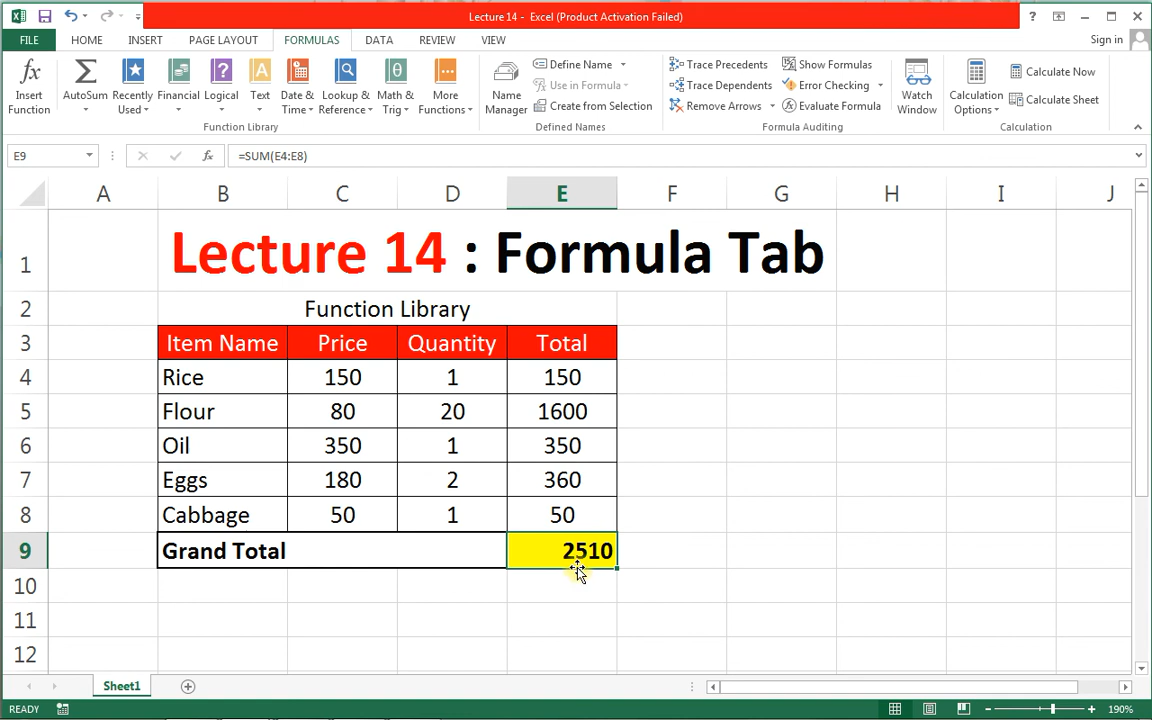 Lecture 14 - Excel (Product Activation Failed)
FILE HOME INSERT PAGE LAYOUT FORMULAS DATA REVIEW VIEW Sign in
Insert Function
AutoSum
Recently Used
Financial
Logical
Text
Date & Time
Lookup & Reference
Math & Trig
More Functions
Function Library
Name Manager
Define Name
Use in Formula
Create from Selection
Defined Names
Trace Precedents
Trace Dependents
Remove Arrows
Show Formulas
Error Checking
Evaluate Formula
Formula Auditing
Watch Window
Calculation Options
Calculate Now
Calculate Sheet
Calculation
E9 fx =SUM(E4:E8)
A B C D E F G H I J
1 Lecture 14 : Formula Tab
2 Function Library
3 Item Name Price Quantity Total
4 Rice 150 1 150
5 Flour 80 20 1600
6 Oil 350 1 350
7 Eggs 180 2 360
8 Cabbage 50 1 50
9 Grand Total 2510
10
11
12
Sheet1
READY 190%